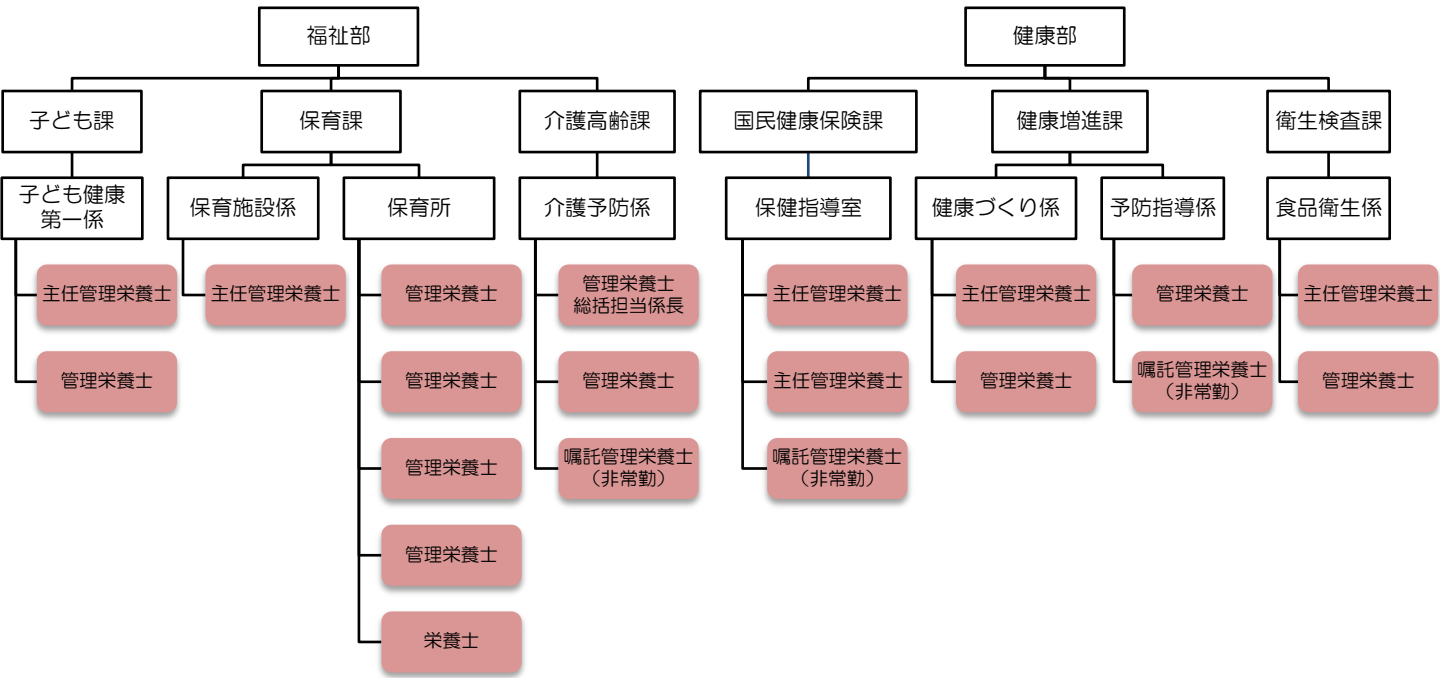 福祉部
健康部
子ども課
保育課
介護高齢課
国民健康保険課
健康増進課
衛生検査課
子ども健康
第一係
保育施設係
保育所
介護予防係
保健指導室
健康づくり係
予防指導係
食品衛生係
主任管理栄養士
主任管理栄養士
管理栄養士
管理栄養士
総括担当係長
主任管理栄養士
主任管理栄養士
管理栄養士
主任管理栄養士
管理栄養士
管理栄養士
管理栄養士
主任管理栄養士
管理栄養士
嘱託管理栄養士
（非常勤）
管理栄養士
管理栄養士
嘱託管理栄養士
（非常勤）
嘱託管理栄養士
（非常勤）
管理栄養士
栄養士